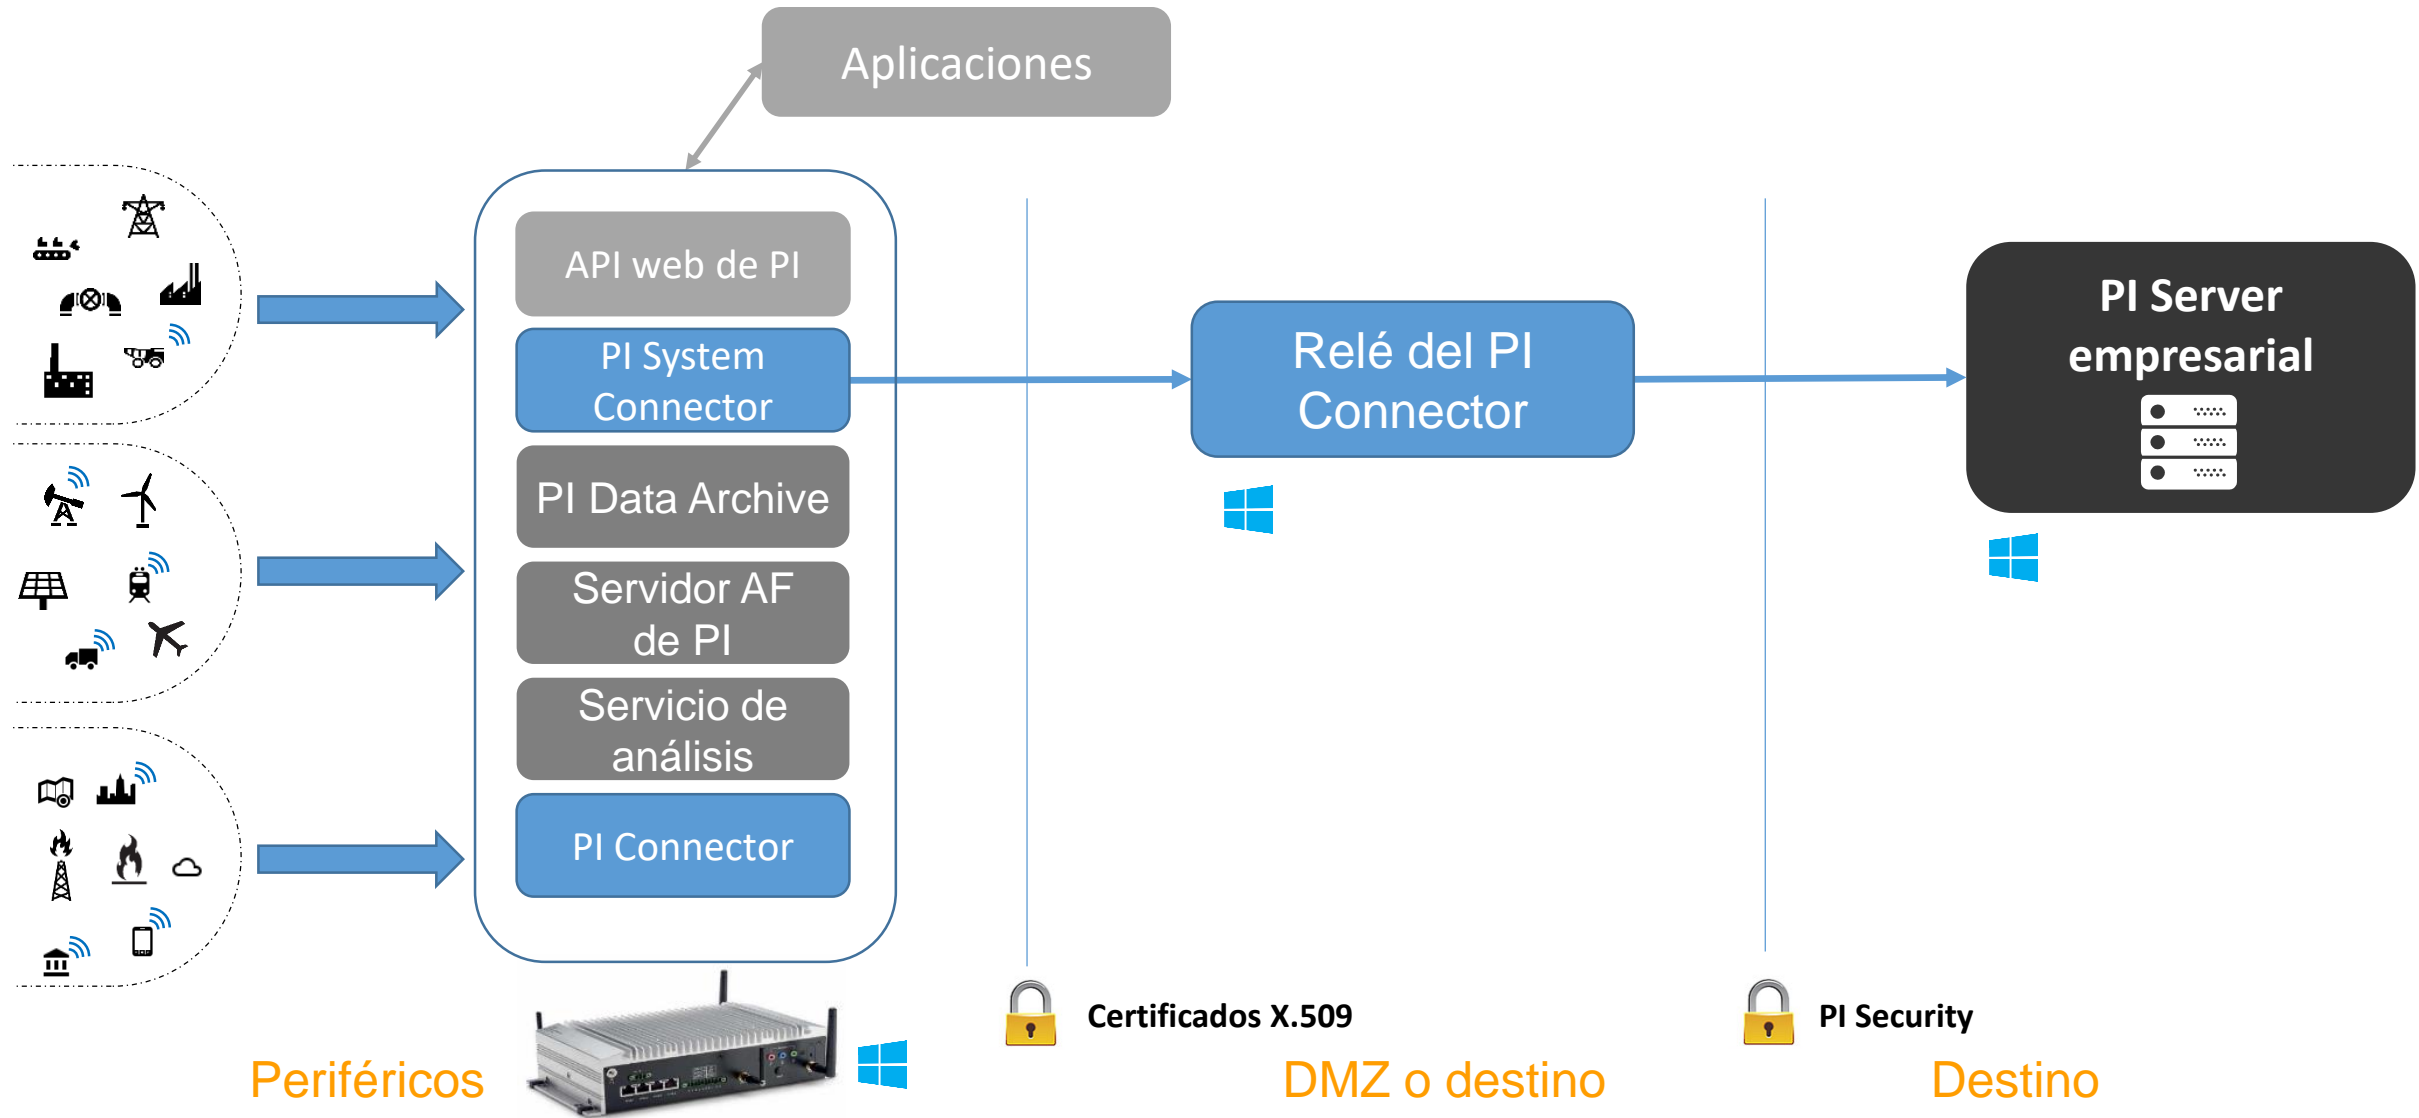 Aplicaciones
API web de PI
PI System
Connector
PI Data Archive
Servidor AF
de PI
Servicio de
análisis
PI Connector
Relé del PI
Connector
PI Server
empresarial
Certificados X.509
PI Security
Periféricos
DMZ o destino
Destino